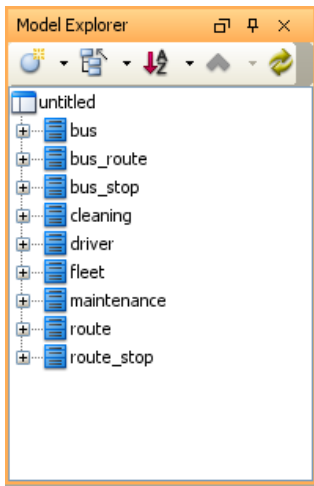 Model Explorer
untitled
bus
bus_route
bus_stop
cleaning
driver
fleet
maintenance
route
route_stop